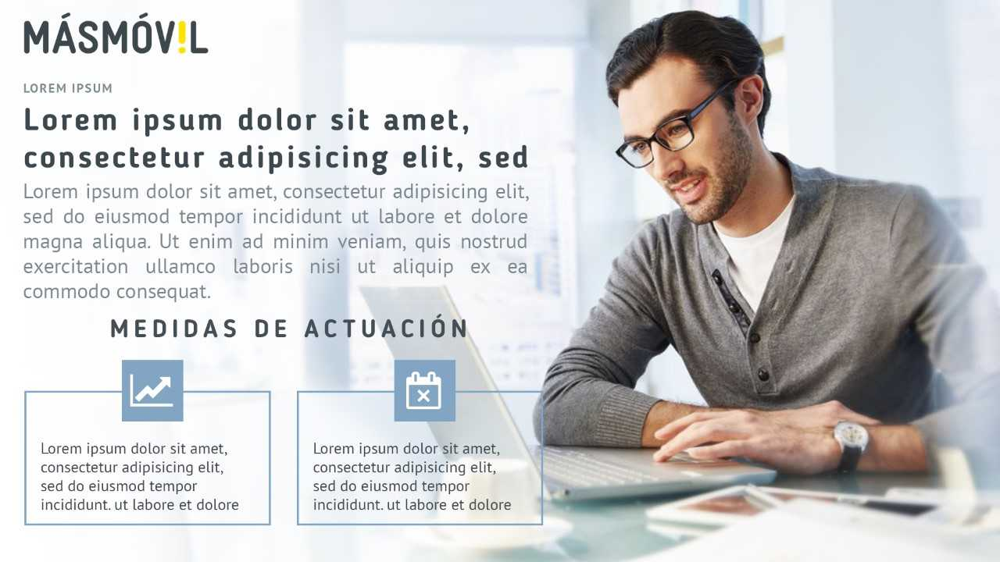 MÁSMÓV!L
LOREM IPSUM
Lorem ipsum dolor sit amet,
consectetur adipisicing elit, sed
Lorem ipsum dolor sit amet, consectetur adipisicing elit,
sed do eiusmod tempor incididunt ut labore et dolore
magna aliqua. Ut enim ad minim veniam, quis nostrud
exercitation ullamco laboris nisi ut aliquip ex ea
commodo consequat.
MEDIDAS DE ACTUACIÓN
Lorem ipsum dolor sit amet,
consectetur adipisicing elit,
sed do eiusmod tempor
incididunt. ut labore et dolore
Lorem ipsum dolor sit amet,
consectetur adipisicing elit,
sed do eiusmod tempor
incididunt. ut labore et dolore